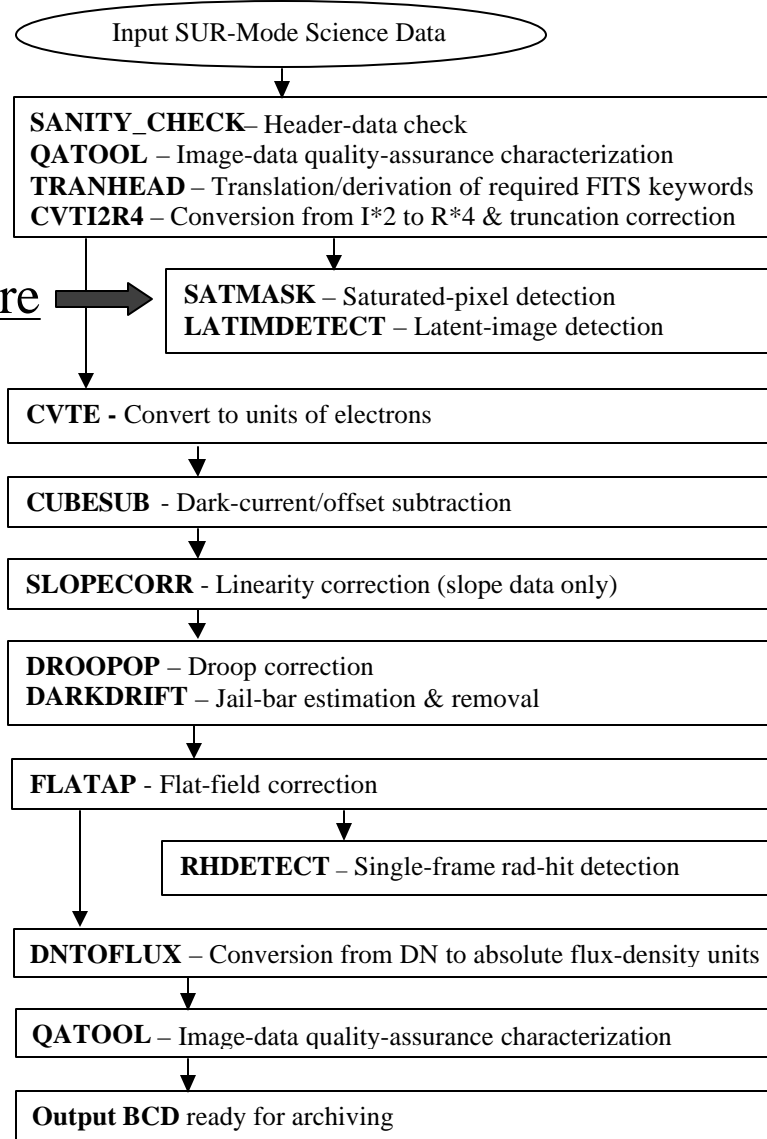 Input SUR-Mode Science Data
SANITY_CHECK– Header-data check
QATOOL – Image-data quality-assurance characterization
TRANHEAD – Translation/derivation of required FITS keywords
CVTI2R4 – Conversion from I*2 to R*4 & truncation correction
re
SATMASK – Saturated-pixel detection
LATIMDETECT – Latent-image detection
CVTE - Convert to units of electrons
CUBESUB - Dark-current/offset subtraction
SLOPECORR - Linearity correction (slope data only)
DROOPOP – Droop correction
DARKDRIFT – Jail-bar estimation & removal
FLATAP - Flat-field correction
RHDETECT – Single-frame rad-hit detection
DNTOFLUX – Conversion from DN to absolute flux-density units
QATOOL – Image-data quality-assurance characterization
Output BCD ready for archiving